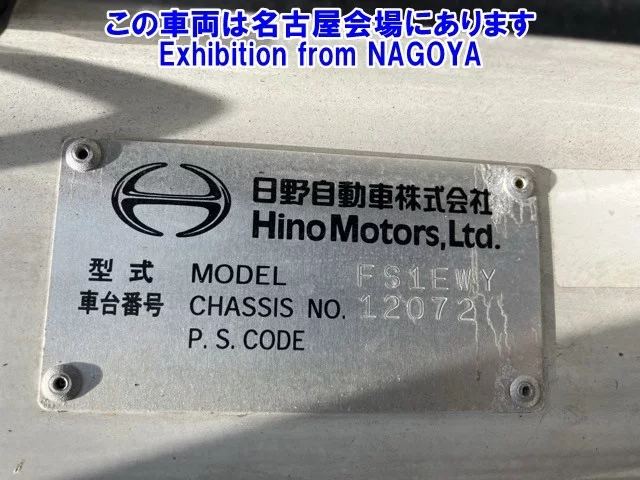 この車両は名古屋会場にあります
Exhibition from NAGOYA
日野自動車株式会社
Hino Motors, Ltd.
型式 MODEL FS1EWY
車台番号 CHASSIS NO. 12072
P. S. CODE